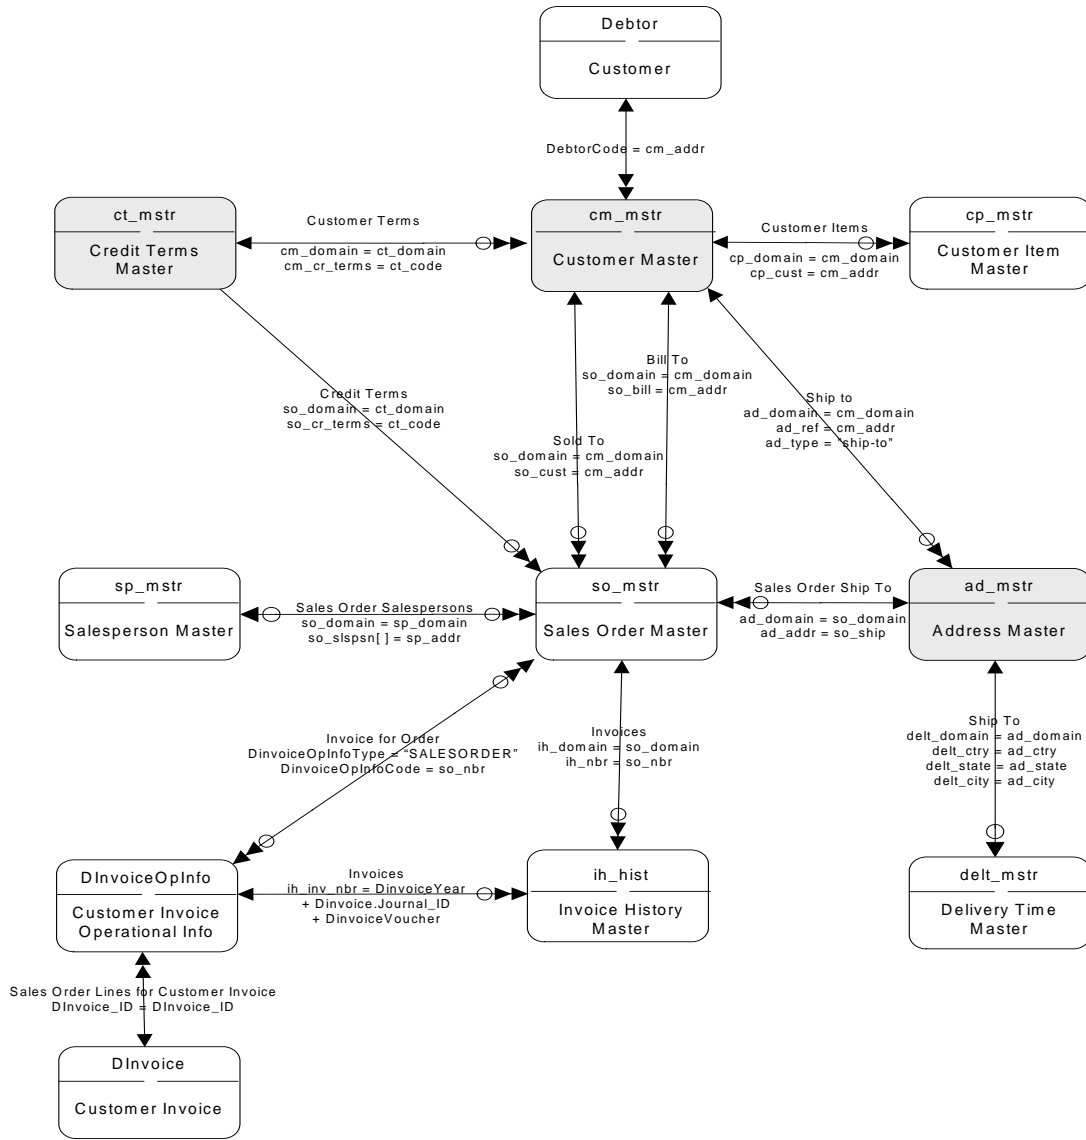 Debtor
Customer
DebtorCode = cm_addr
ct_mstr
Credit Terms
Master
Customer Terms
cm_domain = ct_domain
cm_cr_terms = ct_code
cm_mstr
Customer Master
Customer Items
cp_domain = cm_domain
cp_cust = cm_addr
cp_mstr
Customer Item
Master
Credit Terms
so_domain = ct_domain
so_cr_terms = ct_code
Sold To
so_domain = cm_domain
so_cust = cm_addr
Bill To
so_domain = cm_domain
so_bill = cm_addr
Ship to
ad_domain = cm_domain
ad_ref = cm_addr
ad_type = "ship-to"
sp_mstr
Salesperson Master
Sales Order Salespersons
so_domain = sp_domain
so_slspsn[ ] = sp_addr
so_mstr
Sales Order Master
Sales Order Ship To
ad_domain = so_domain
ad_addr = so_ship
ad_mstr
Address Master
Invoice for Order
DinvoiceOpInfoType = “SALESORDER”
DinvoiceOpInfoCode = so_nbr
Invoices
ih_domain = so_domain
ih_nbr = so_nbr
Ship To
delt_domain = ad_domain
delt_ctry = ad_ctry
delt_state = ad_state
delt_city = ad_city
DInvoiceOpInfo
Customer Invoice
Operational Info
Invoices
ih_inv_nbr = DinvoiceYear
+ Dinvoice.Journal_ID
+ DinvoiceVoucher
ih_hist
Invoice History
Master
delt_mstr
Delivery Time
Master
Sales Order Lines for Customer Invoice
DInvoice_ID = DInvoice_ID
DInvoice
Customer Invoice